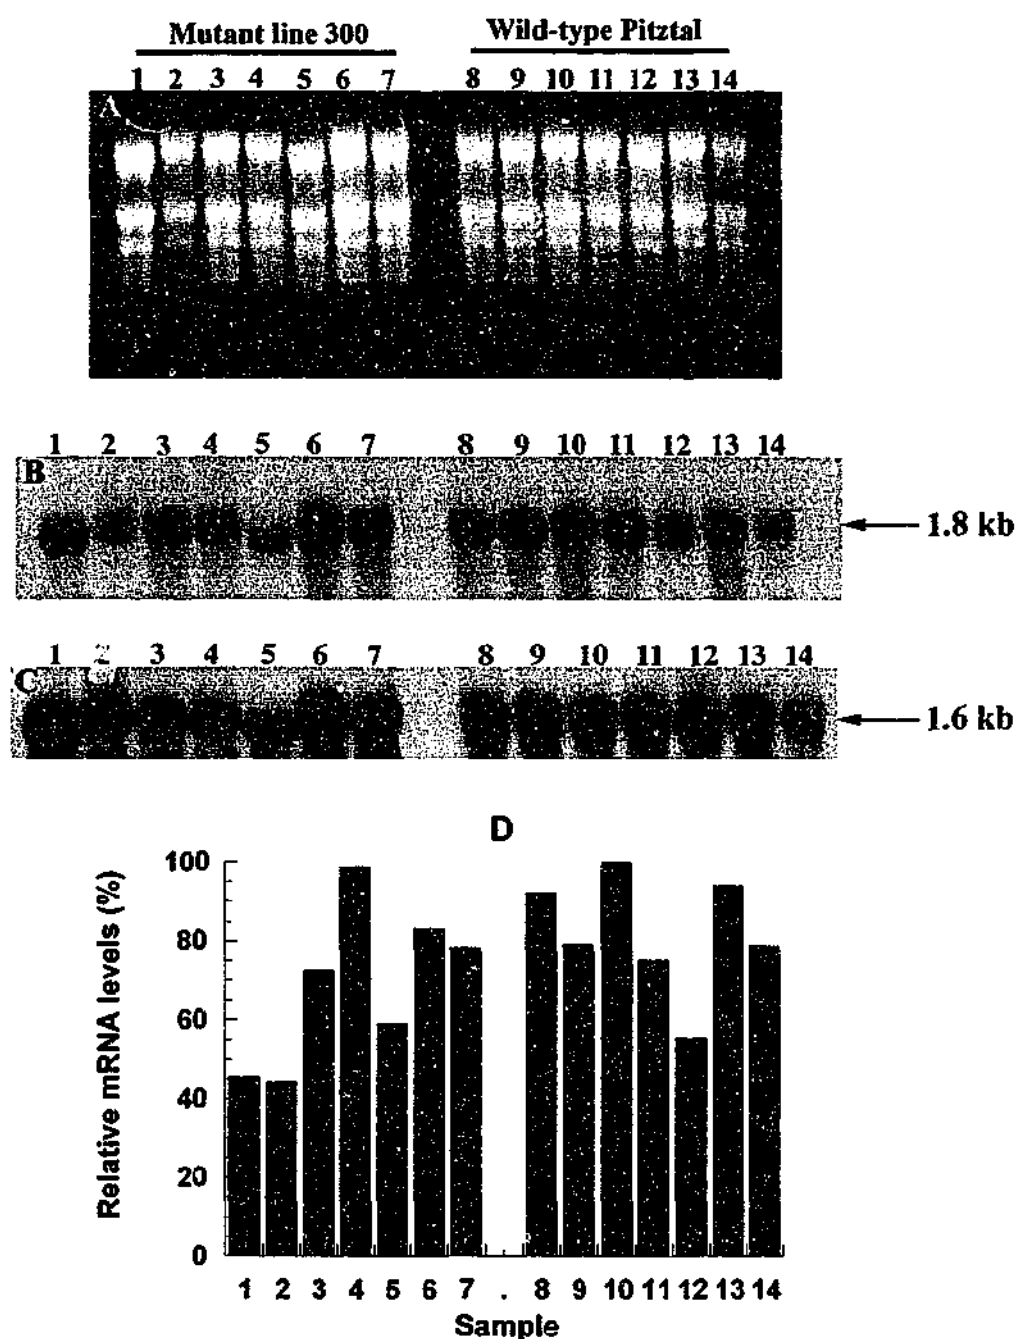 Mutant line 300 Wild-type Pitztal
1 2 3 4 5 6 7 8 9 10 11 12 13 14
A
1 2 3 4 5 6 7 8 9 10 11 12 13 14
B
1.8 kb
1 2 3 4 5 6 7 8 9 10 11 12 13 14
C
1.6 kb
D
Relative mRNA levels (%)
100
80
60
40
20
0
1 2 3 4 5 6 7 . 8 9 10 11 12 13 14
Sample